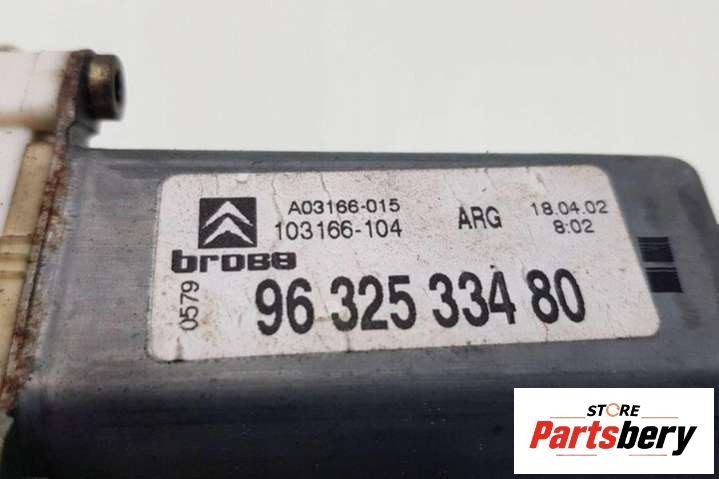 A03166-015
103166-104
ARG
18.04.02
8:02
brose
0579
96 325 334 80
STORE
Partsbery